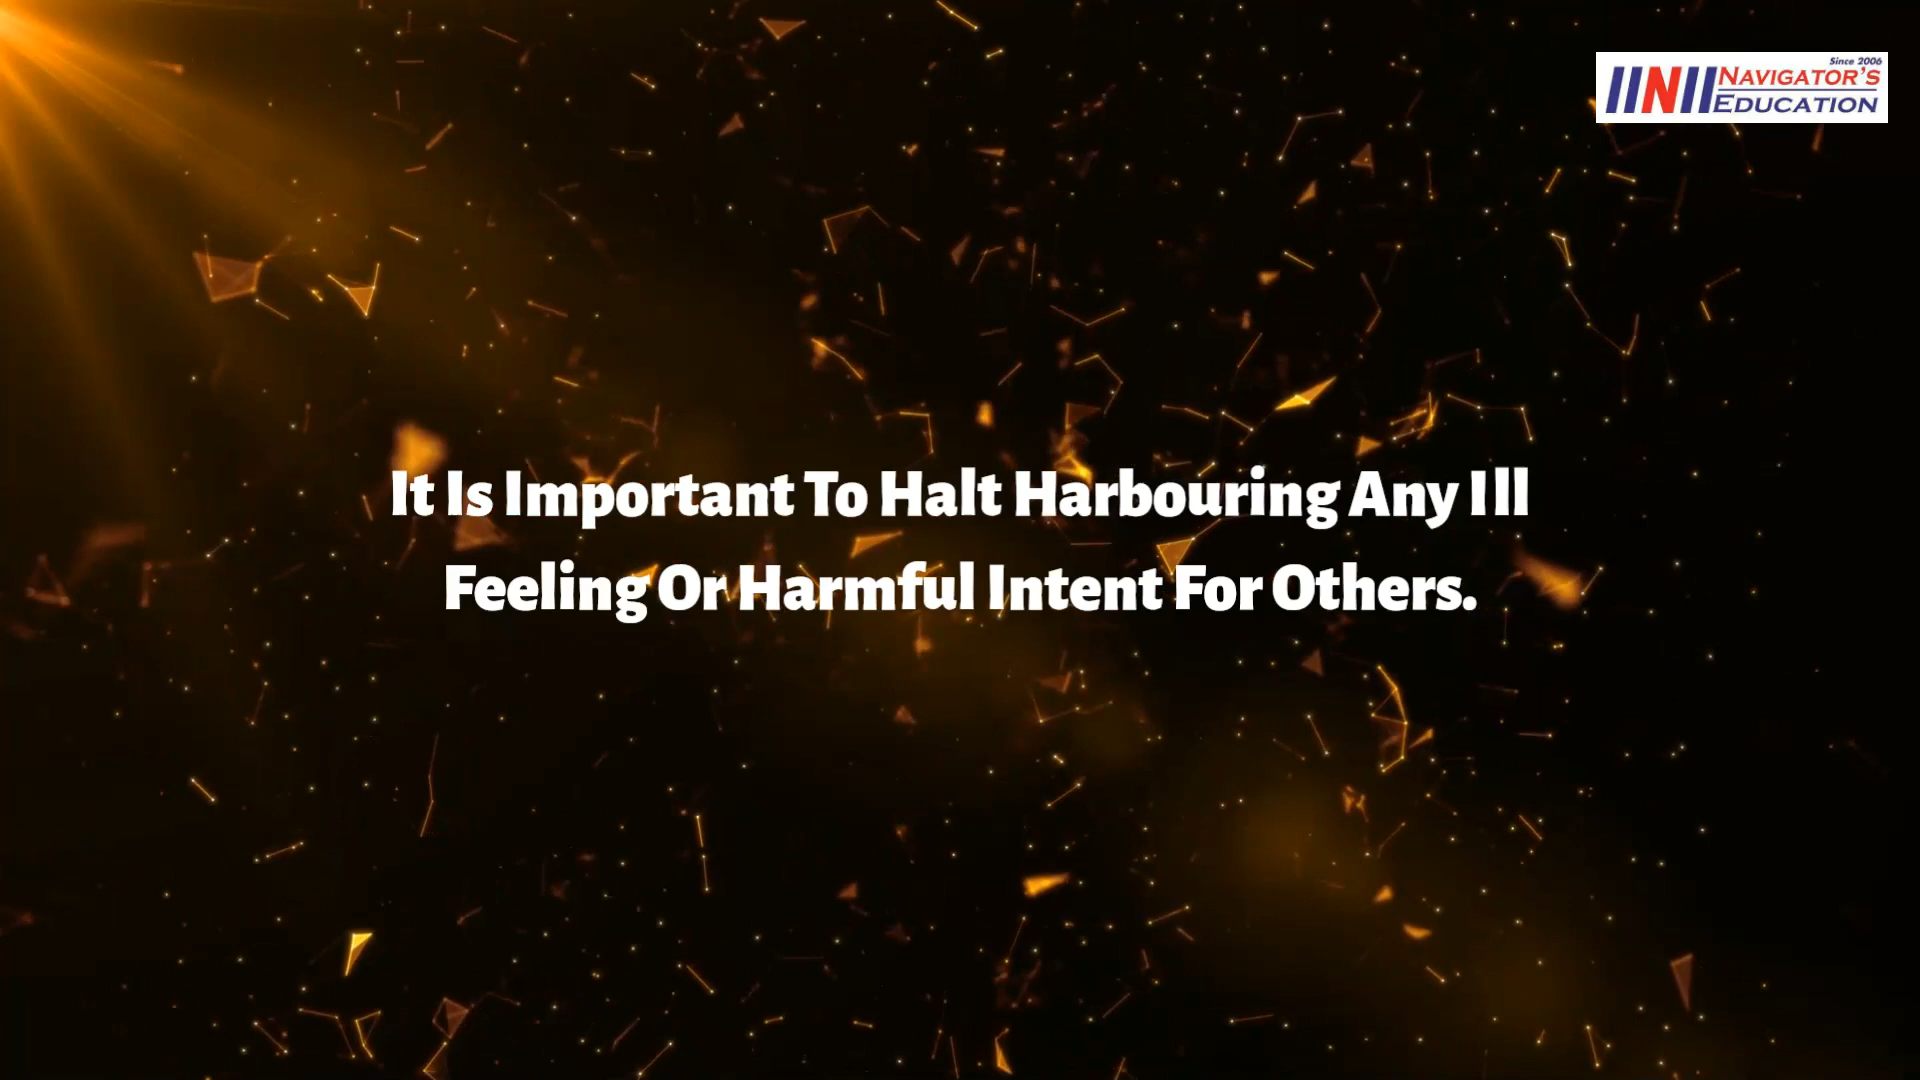 Since 2006
NAVIGATOR'S
EDUCATION
It Is Important To Halt Harbouring Any Ill
Feeling Or Harmful Intent For Others.